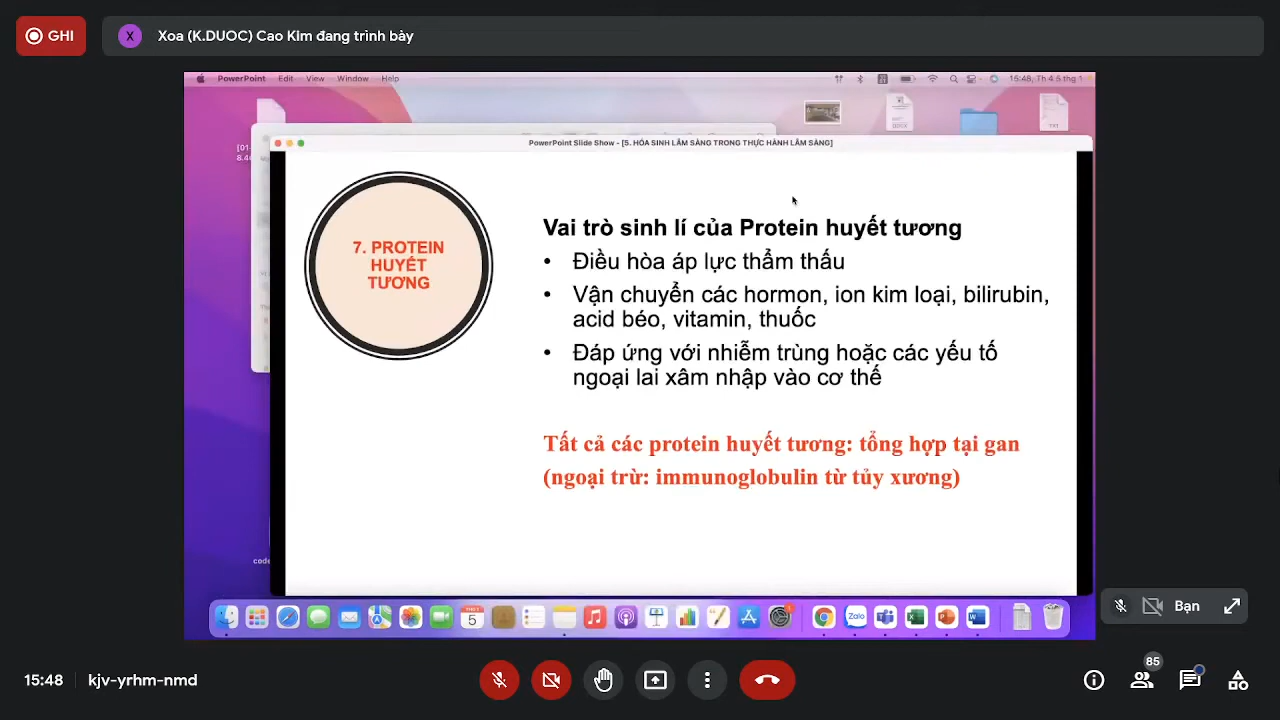 GHI
X
Xoa (K.DUOC) Cao KIm đang trình bày
PowerPoint Edit View Window Help
15:48, Th 4 5 thg 1
TXT
PowerPoint Slide Show - [5. HÓA SINH LÂM SÀNG TRONG THỰC HÀNH LÂM SÀNG]
7. PROTEIN
HUYẾT
TƯƠNG
Vai trò sinh lí của Protein huyết tương
• Điều hòa áp lực thẩm thấu
• Vận chuyển các hormon, ion kim loại, bilirubin,
acid béo, vitamin, thuốc
• Đáp ứng với nhiễm trùng hoặc các yếu tố
ngoại lai xâm nhập vào cơ thế
Tất cả các protein huyết tương: tổng hợp tại gan
(ngoại trừ: immunoglobulin từ tủy xương)
code
5
Zalo
Bạn
15:48
kjv-yrhm-nmd
85